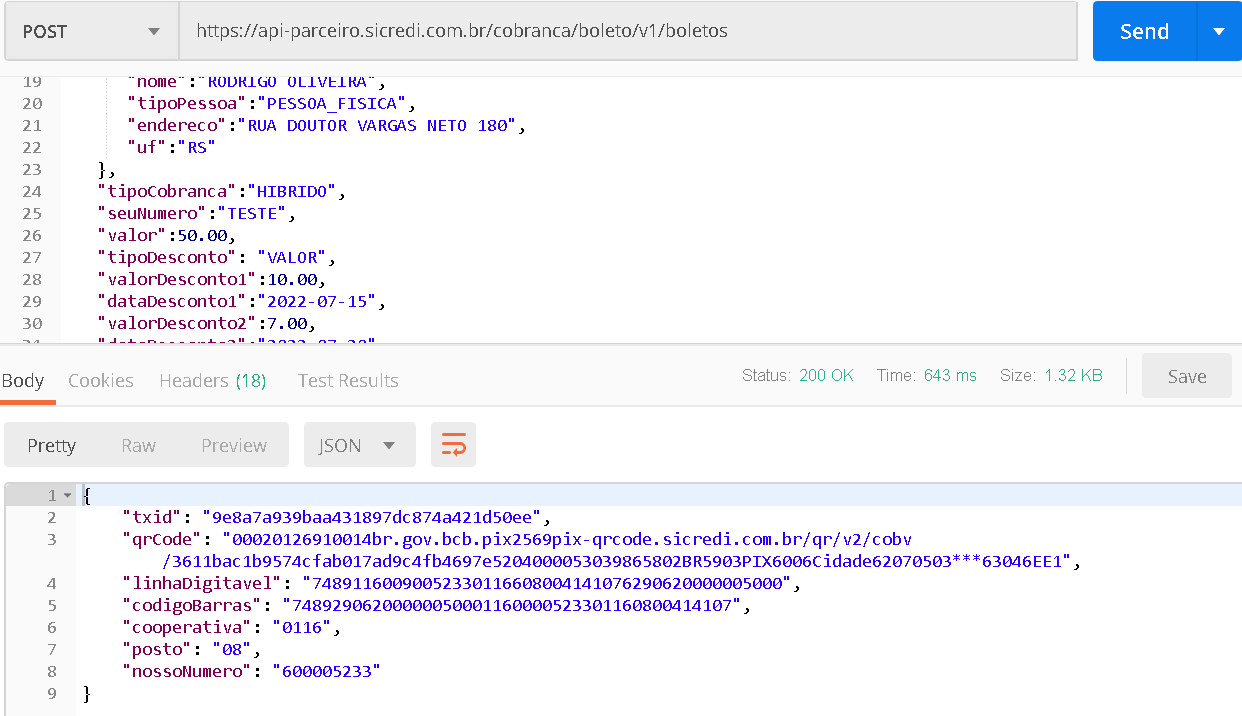 POST
https://api-parceiro.sicredi.com.br/cobranca/boleto/v1/boletos
Send
19 "nome":"RODRIGO OLIVEIRA",
20 "tipoPessoa":"PESSOA_FISICA",
21 "endereco":"RUA DOUTOR VARGAS NETO 180",
22 "uf":"RS"
23 },
24 "tipoCobranca":"HIBRIDO",
25 "seuNumero":"TESTE",
26 "valor":50.00,
27 "tipoDesconto": "VALOR",
28 "valorDesconto1":10.00,
29 "dataDesconto1":"2022-07-15",
30 "valorDesconto2":7.00,
Body Cookies Headers (18) Test Results
Status: 200 OK Time: 643 ms Size: 1.32 KB
Save
Pretty Raw Preview JSON
1 {
2 "txid": "9e8a7a939baa431897dc874a421d50ee",
3 "qrCode": "00020126910014br.gov.bcb.pix2569pix-qrcode.sicredi.com.br/qr/v2/cobv
/3611bac1b9574cfab017ad9c4fb4697e5204000053039865802BR5903PIX6006Cidade62070503***63046EE1",
4 "linhaDigitavel": "74891160090052330116608004141076290620000005000",
5 "codigoBarras": "74892906200000050001160000523301160800414107",
6 "cooperativa": "0116",
7 "posto": "08",
8 "nossoNumero": "600005233"
9 }